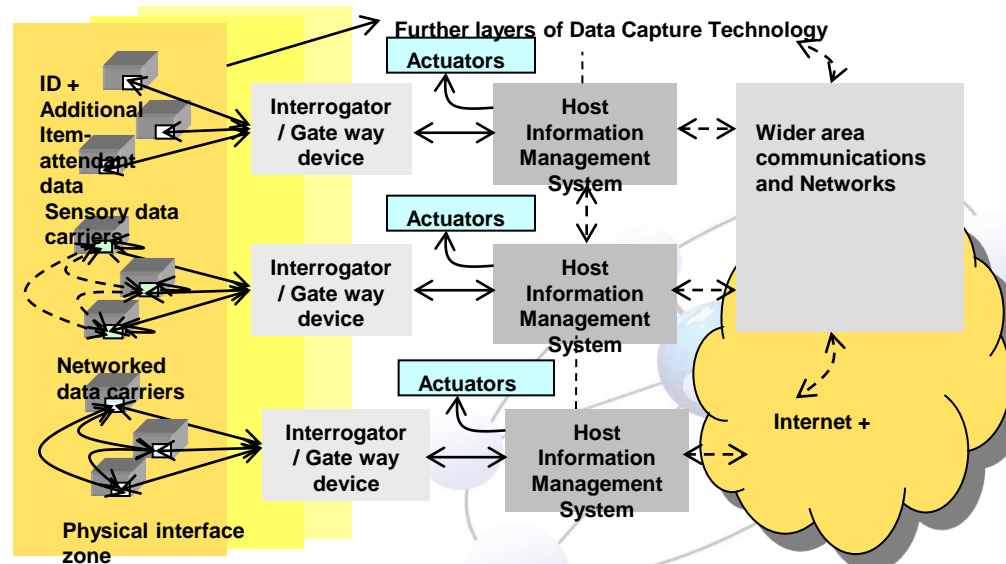 Further layers of Data Capture Technology
ID +
Additional
Item-
attendant
data
Interrogator
/ Gate way
device
Actuators
Host
Information
Management
System
Wider area
communications
and Networks
Sensory data
carriers
Interrogator
/ Gate way
device
Actuators
Host
Information
Management
System
Networked
data carriers
Interrogator
/ Gate way
device
Actuators
Host
Information
Management
System
Internet +
Physical interface
zone